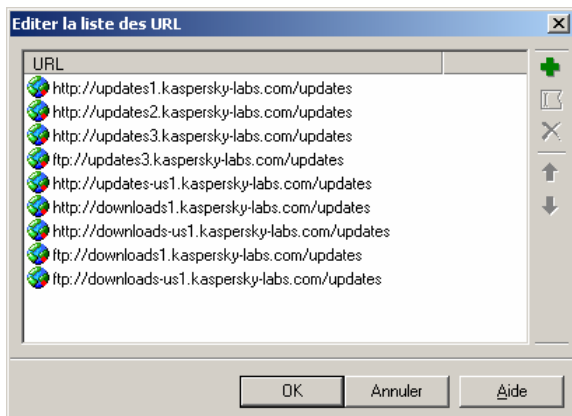 Editer la liste des URL
URL
http://updates1.kaspersky-labs.com/updates
http://updates2.kaspersky-labs.com/updates
http://updates3.kaspersky-labs.com/updates
ftp://updates3.kaspersky-labs.com/updates
http://updates-us1.kaspersky-labs.com/updates
http://downloads1.kaspersky-labs.com/updates
http://downloads-us1.kaspersky-labs.com/updates
ftp://downloads1.kaspersky-labs.com/updates
ftp://downloads-us1.kaspersky-labs.com/updates
OK Annuler Aide